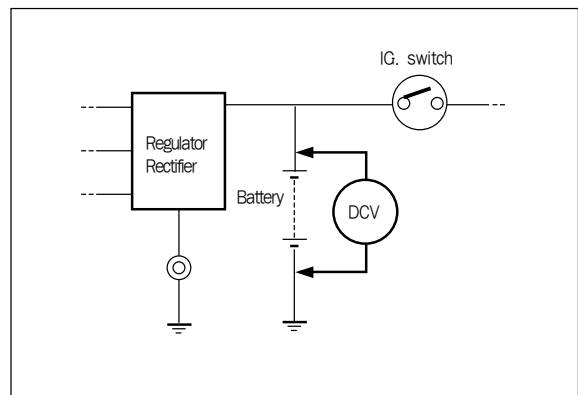 IG. switch
Regulator
Rectifier
Battery
DCV